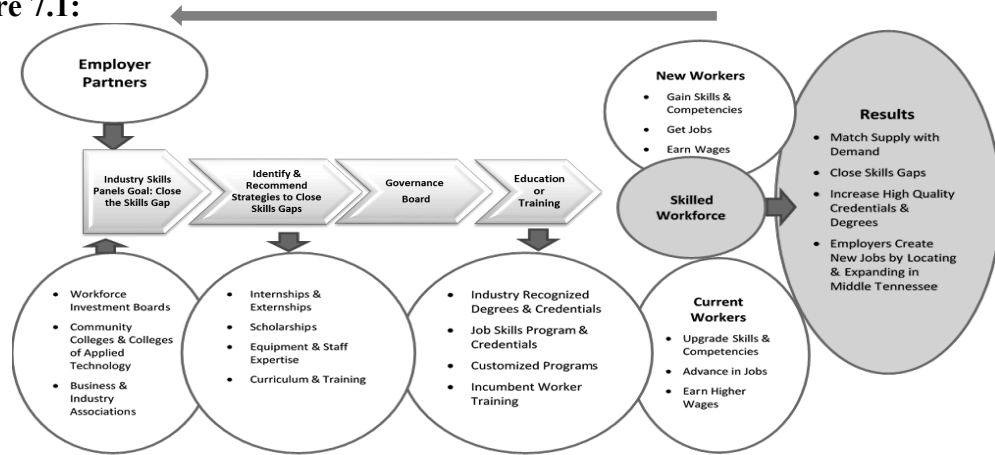 re 7.1:
Employer
Partners
Industry Skills
Panels Goal: Close
the Skills Gap
Identify &
Recommend
Strategies to Close
Skills Gaps
Governance
Board
Education
or
Training
• Workforce
Investment Boards
• Community
Colleges & Colleges
of Applied
Technology
• Business &
Industry
Associations
• Internships &
Externships
• Scholarships
• Equipment & Staff
Expertise
• Curriculum & Training
• Industry Recognized
Degrees & Credentials
• Job Skills Program &
Credentials
• Customized Programs
• Incumbent Worker
Training
New Workers
• Gain Skills &
Competencies
• Get Jobs
• Earn Wages
Skilled
Workforce
Current
Workers
• Upgrade Skills &
Competencies
• Advance in Jobs
• Earn Higher
Wages
Results
• Match Supply with
Demand
• Close Skills Gaps
• Increase High Quality
Credentials &
Degrees
• Employers Create
New Jobs by Locating
& Expanding in
Middle Tennessee